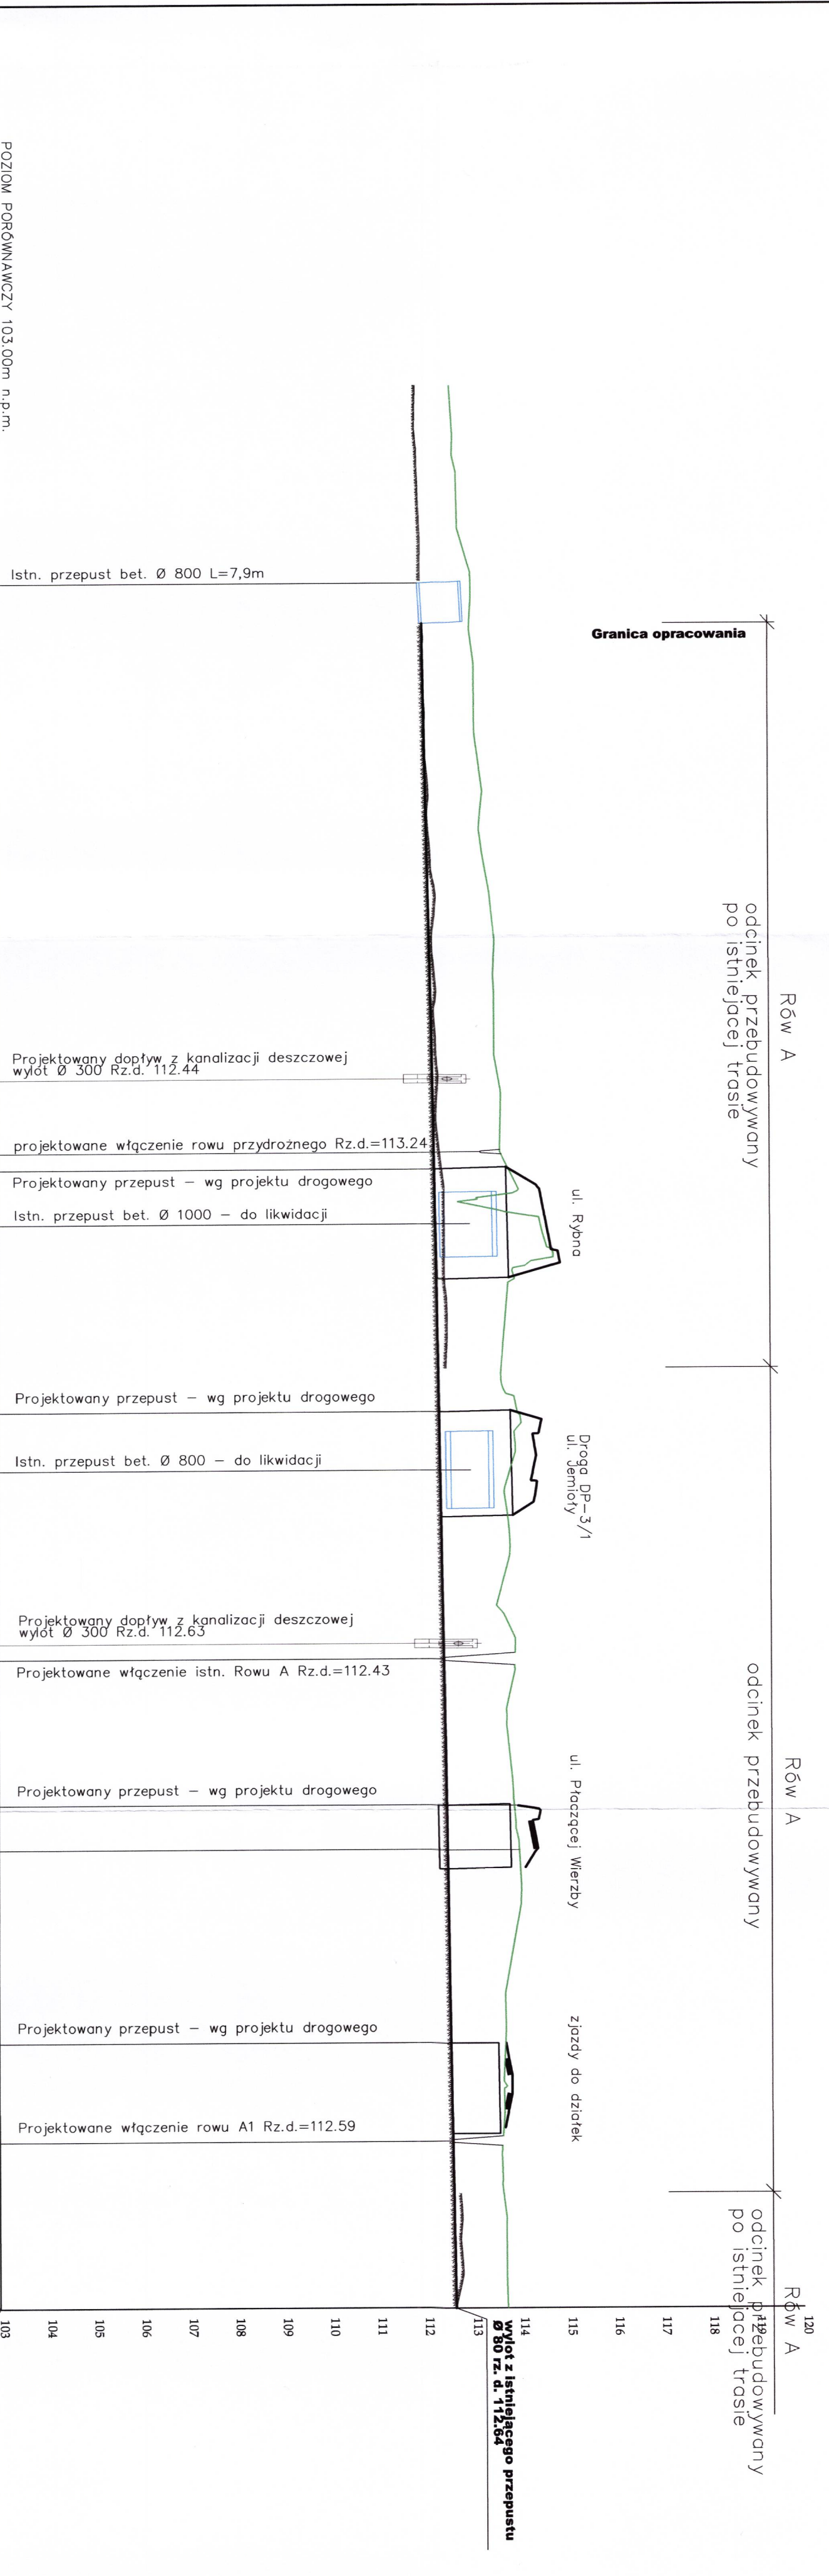 POZIOM PORÓWNAWCZY 103.00m n.p.m.
Istn. przepust bet. Ø 800 L=7,9m
Granica opracowania
Rów A
odcinek przebudowywany
po istniejacej trasie
Projektowany dopływ z kanalizacji deszczowej
wylot Ø 300 Rz.d. 112.44
projektowane włączenie rowu przydrożnego Rz.d.=113.24
Projektowany przepust – wg projektu drogowego
Istn. przepust bet. Ø 1000 – do likwidacji
ul. Rybna
Projektowany przepust – wg projektu drogowego
Istn. przepust bet. Ø 800 – do likwidacji
Droga DP-3/1
ul. Jemioły
Projektowany dopływ z kanalizacji deszczowej
wylot Ø 300 Rz.d. 112.63
Projektowane włączenie istn. Rowu A Rz.d.=112.43
Rów A
odcinek przebudowywany
Projektowany przepust – wg projektu drogowego
ul. Płaczącej Wierzby
Projektowany przepust – wg projektu drogowego
zjazdy do działek
Projektowane włączenie rowu A1 Rz.d.=112.59
Rów A
odcinek przebudowywany
po istniejacej trasie
103
104
105
106
107
108
109
110
111
112
113
114
115
116
117
118
119
120
wylot z istniejącego przepustu
Ø 80 rz. d. 112.64